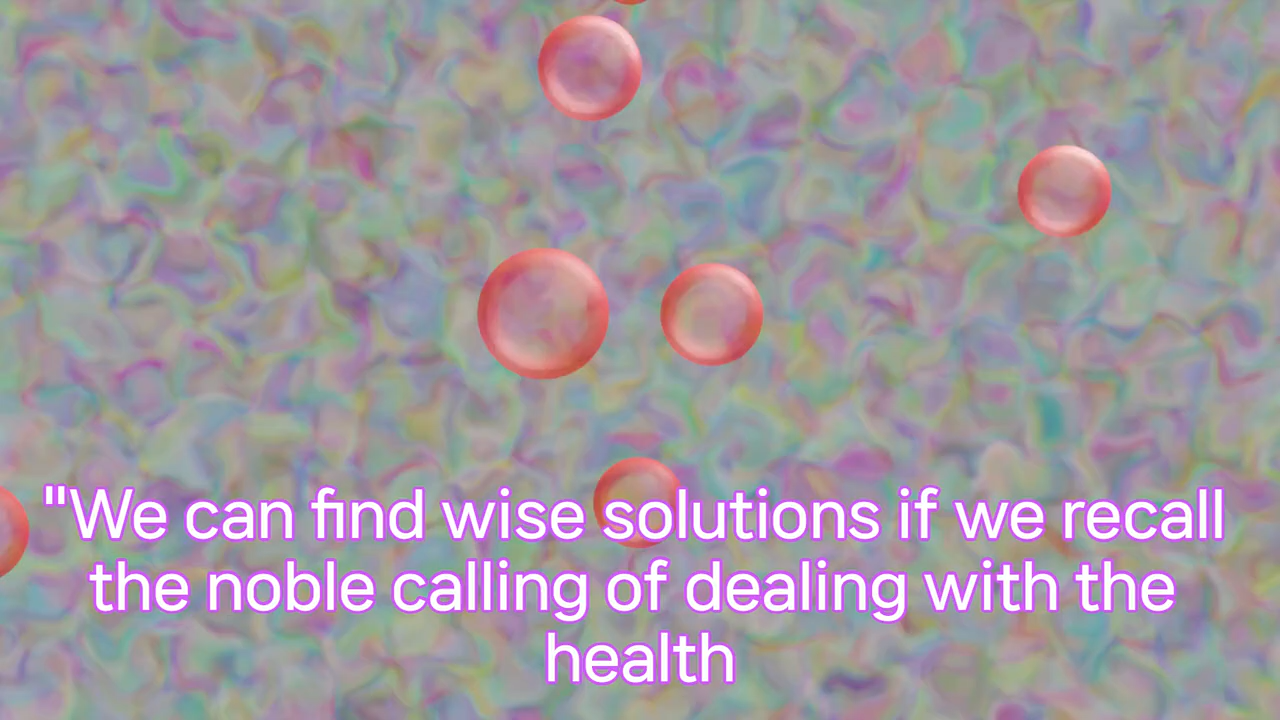 "We can find wise solutions if we recall
the noble calling of dealing with the
health